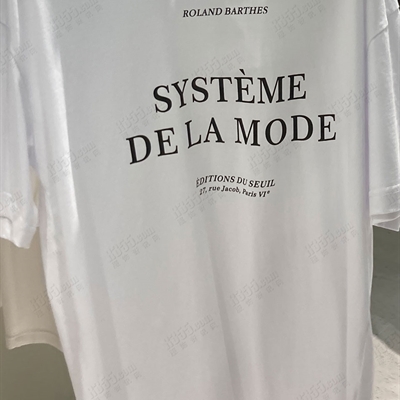 ROLAND BARTHES
SYSTÈME
DE LA MODE
ÉDITIONS DU SEUIL
27, rue Jacob, Paris VIᵉ